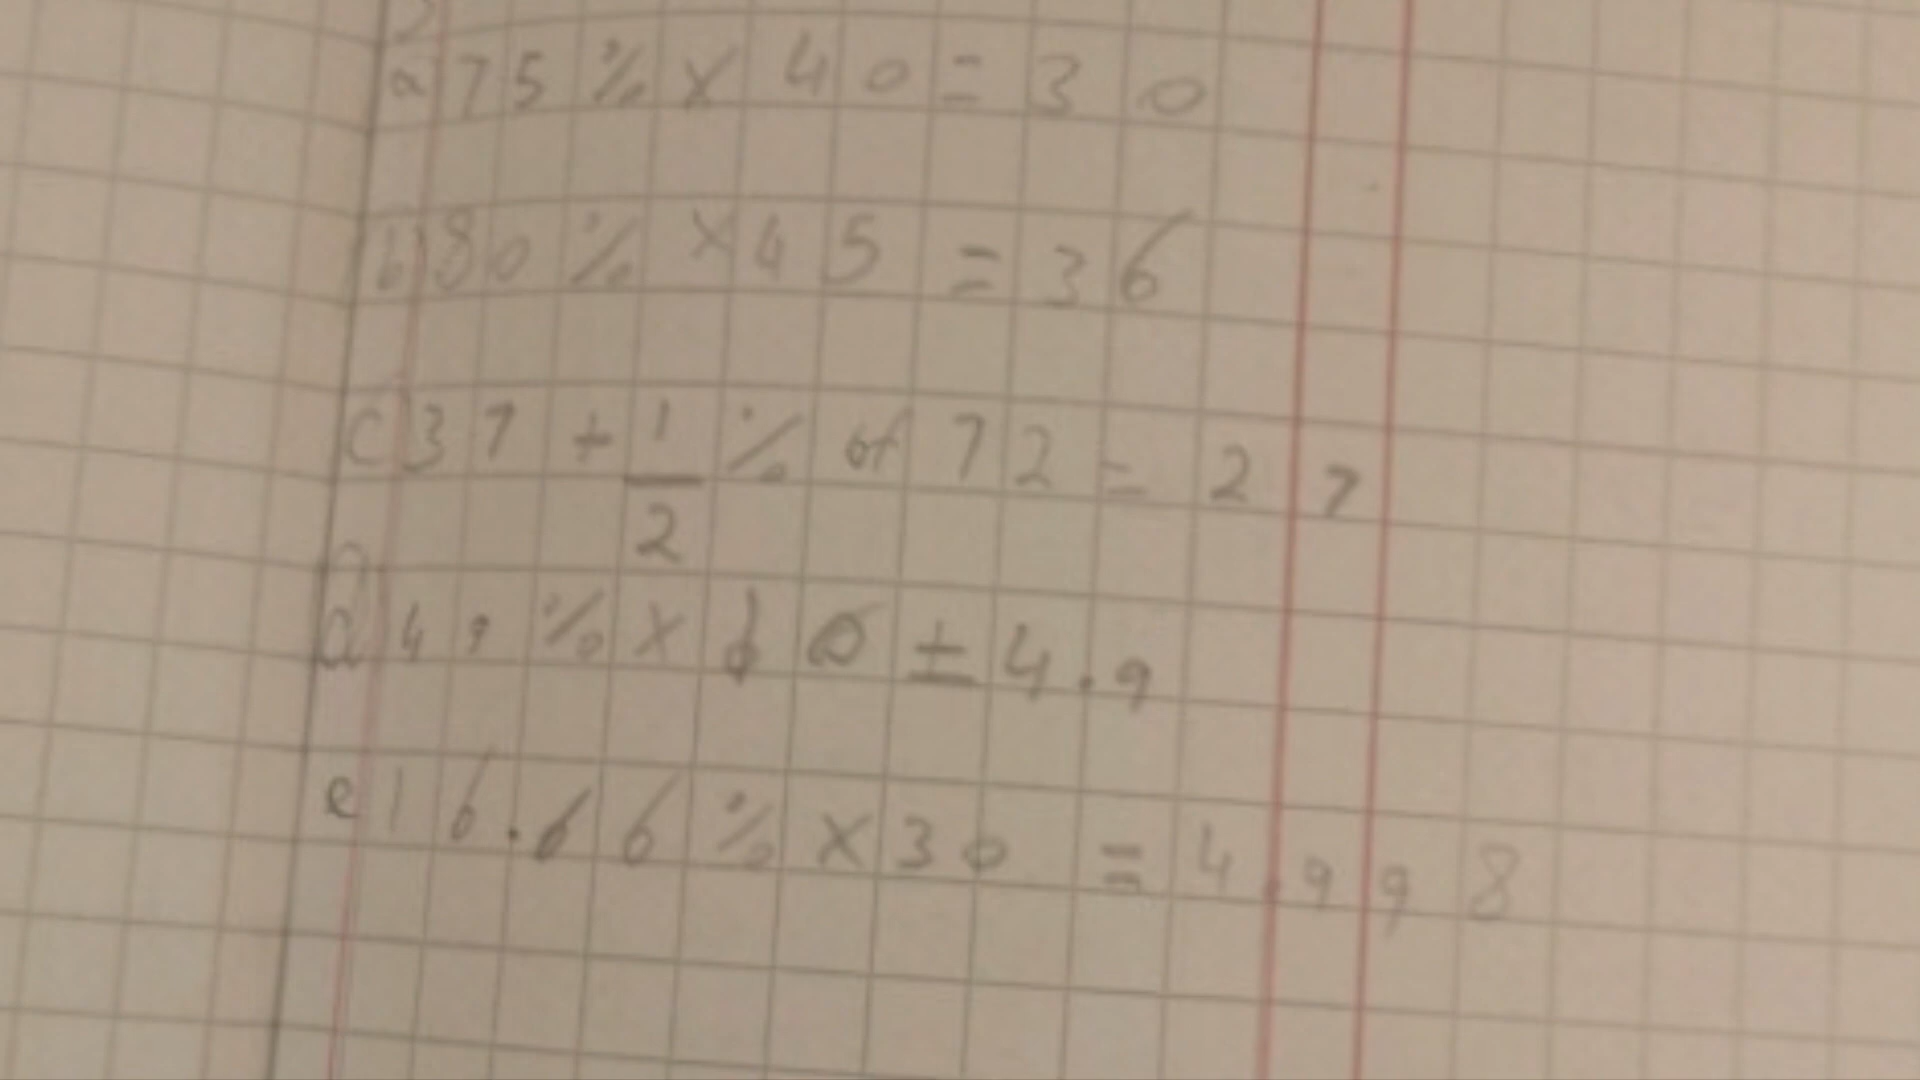 a 75% × 40 = 30
b) 80% × 45 = 36
c) 37 + 1/2 % of 72 = 27
d 49% × 10 = 4.9
e 16.66% × 30 = 4.998